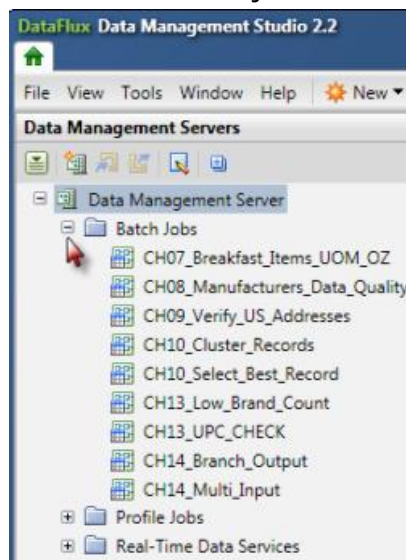 DataFlux Data Management Studio 2.2
File View Tools Window Help New
Data Management Servers
Data Management Server
Batch Jobs
CH07_Breakfast_Items_UOM_OZ
CH08_Manufacturers_Data_Quality
CH09_Verify_US_Addresses
CH10_Cluster_Records
CH10_Select_Best_Record
CH13_Low_Brand_Count
CH13_UPC_CHECK
CH14_Branch_Output
CH14_Multi_Input
Profile Jobs
Real-Time Data Services